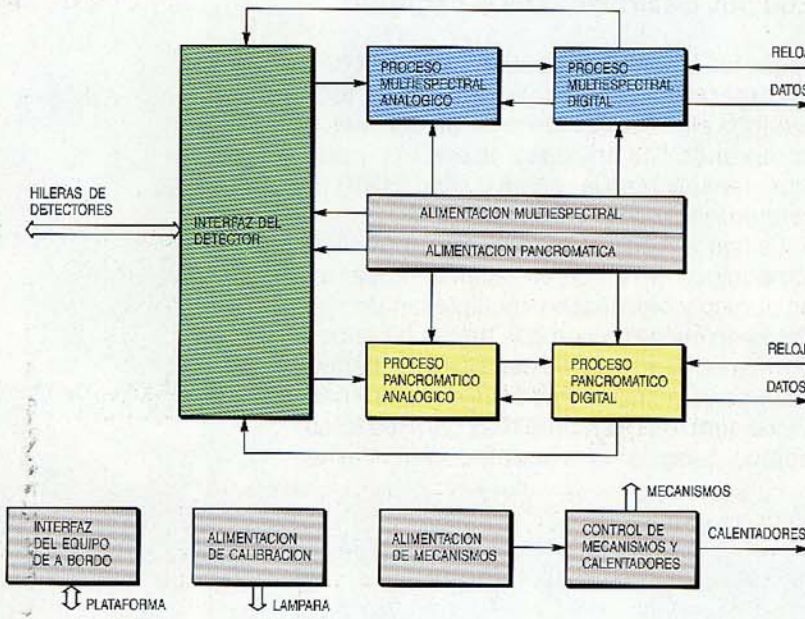 PROCESO
MULTIESPECTRAL
ANALOGICO
PROCESO
MULTIESPECTRAL
DIGITAL
RELOJ
DATOS
HILERAS DE
DETECTORES
INTERFAZ DEL
DETECTOR
ALIMENTACION MULTIESPECTRAL
ALIMENTACION PANCROMATICA
PROCESO
PANCROMATICO
ANALOGICO
PROCESO
PANCROMATICO
DIGITAL
RELOJ
DATOS
INTERFAZ
DEL EQUIPO
DE A BORDO
PLATAFORMA
ALIMENTACION
DE CALIBRACION
LAMPARA
ALIMENTACION
DE MECANISMOS
MECANISMOS
CONTROL DE
MECANISMOS Y
CALENTADORES
CALENTADORES